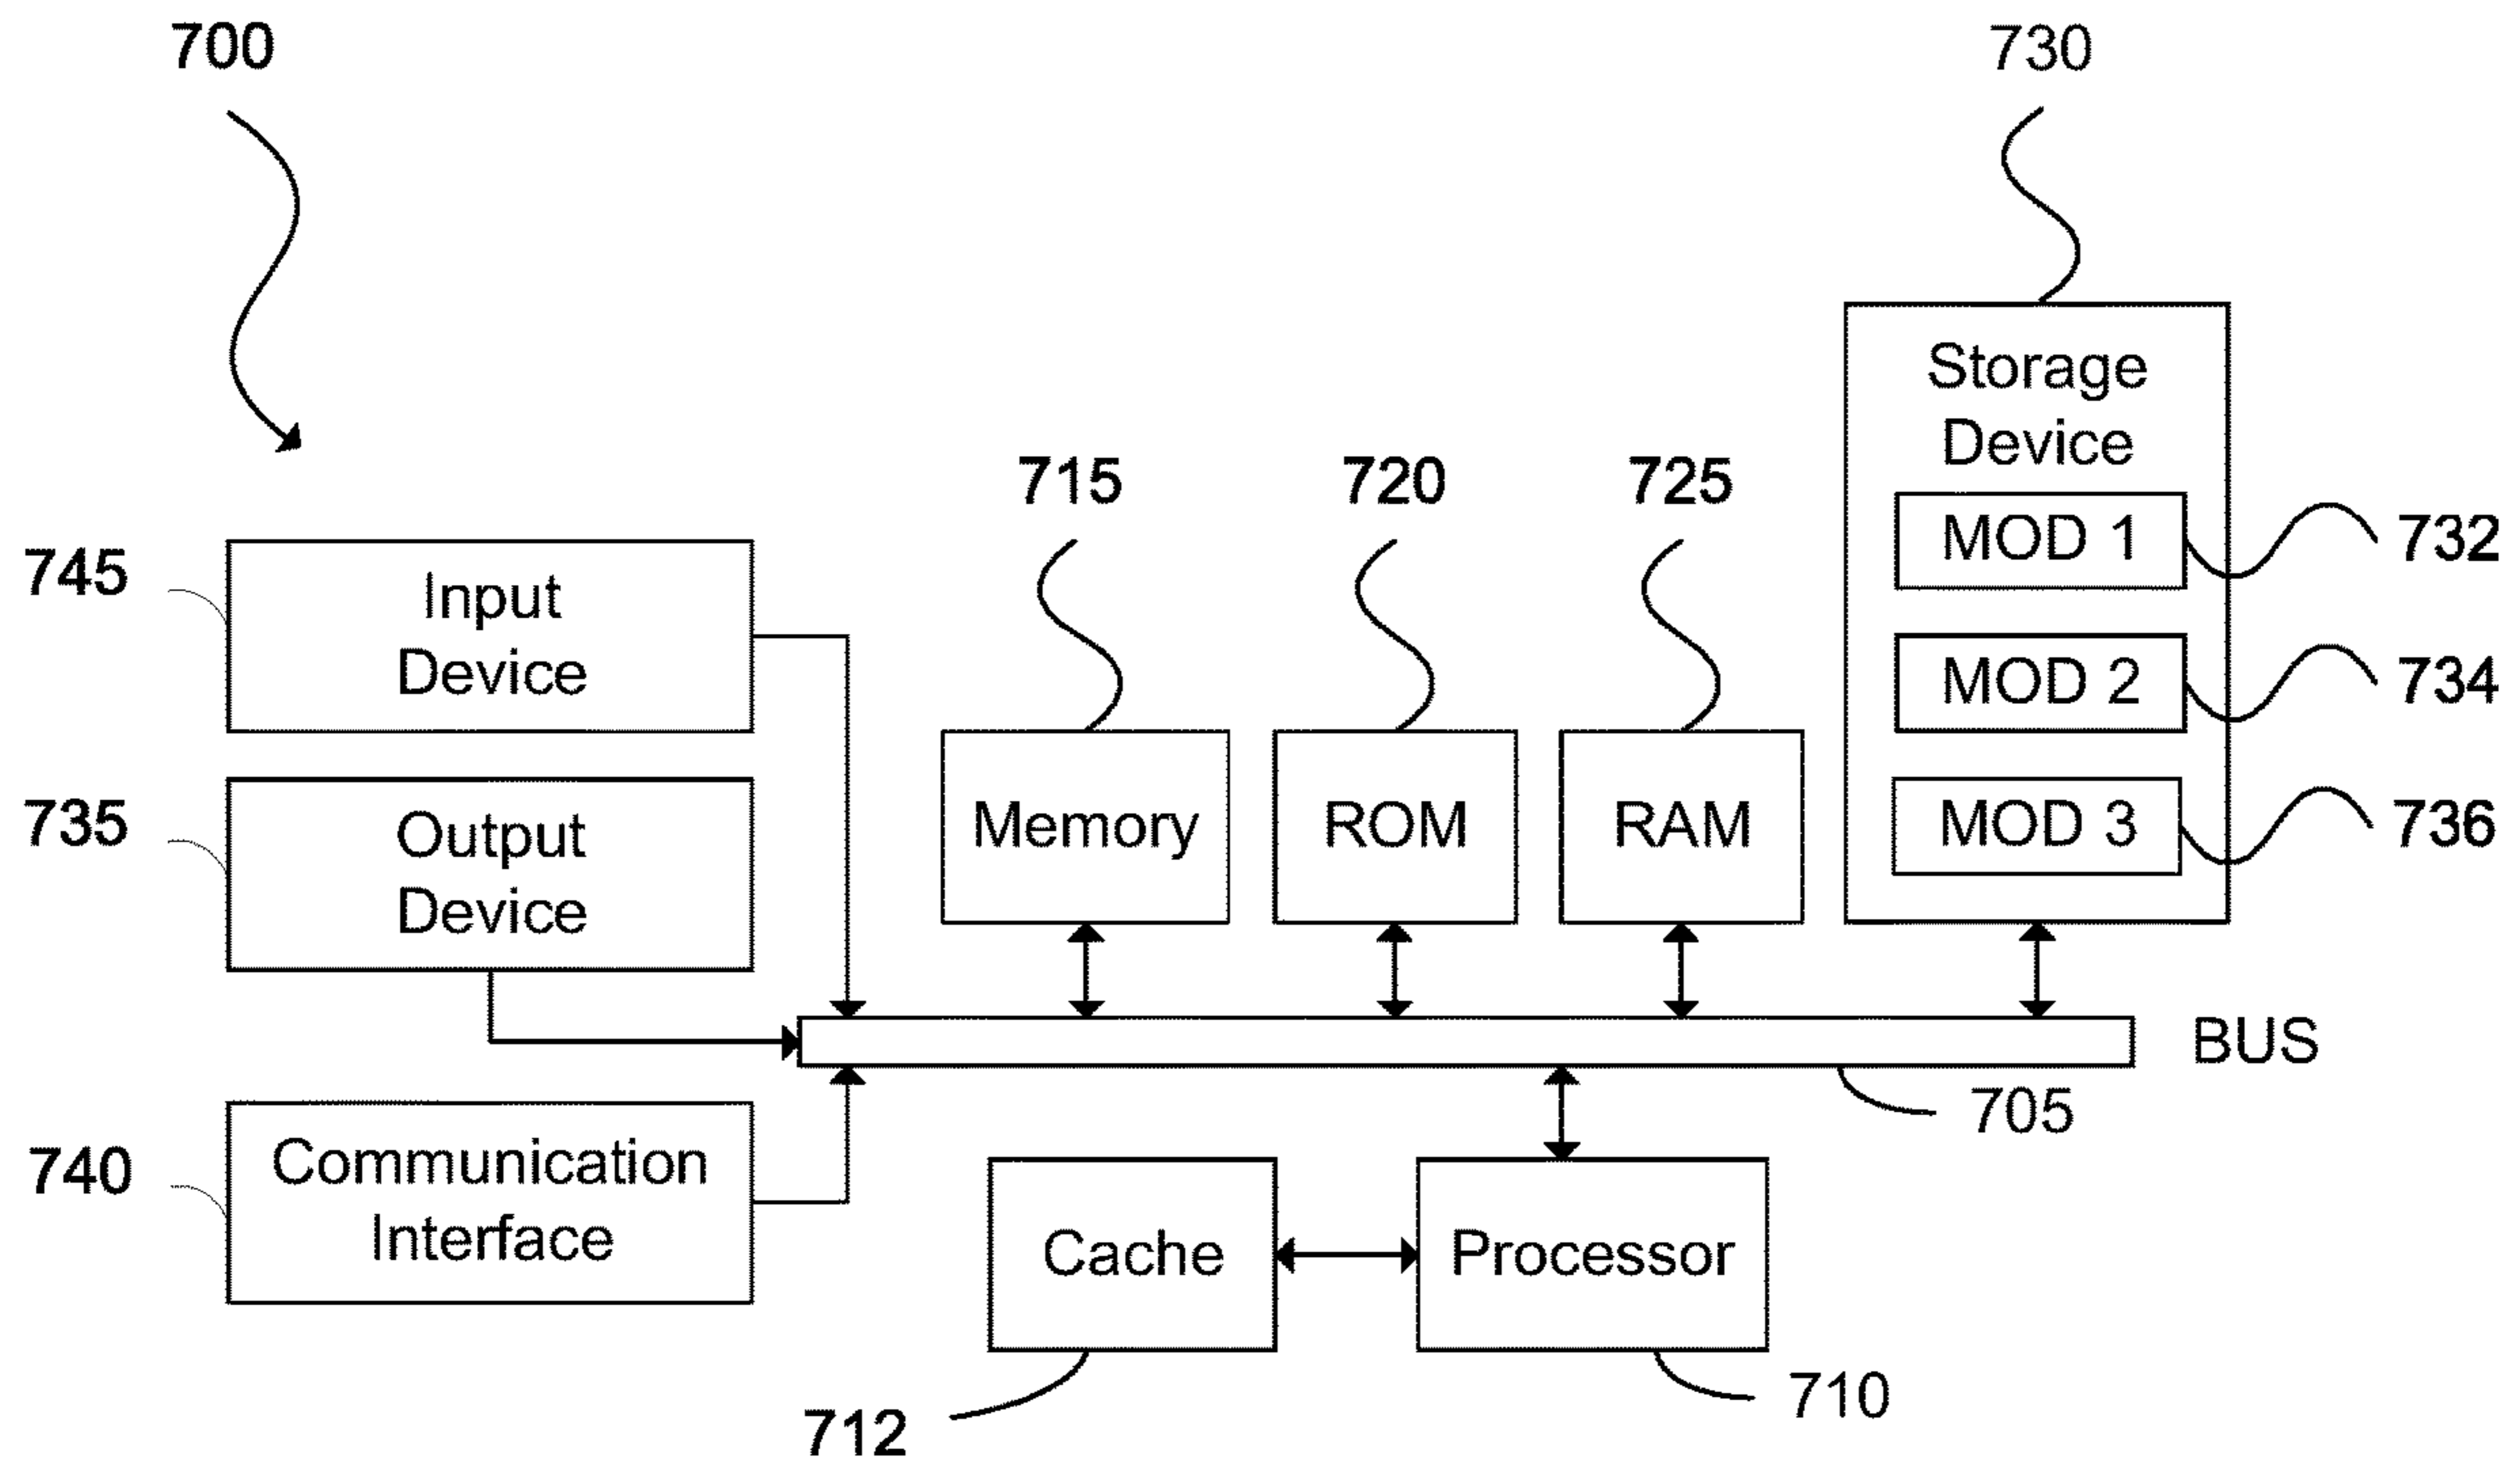 700
730
Storage
Device
715
720
725
MOD 1
732
745
Input
Device
MOD 2
734
735
Output
Device
Memory
ROM
RAM
MOD 3
736
BUS
705
740
Communication
Interface
Cache
Processor
712
710